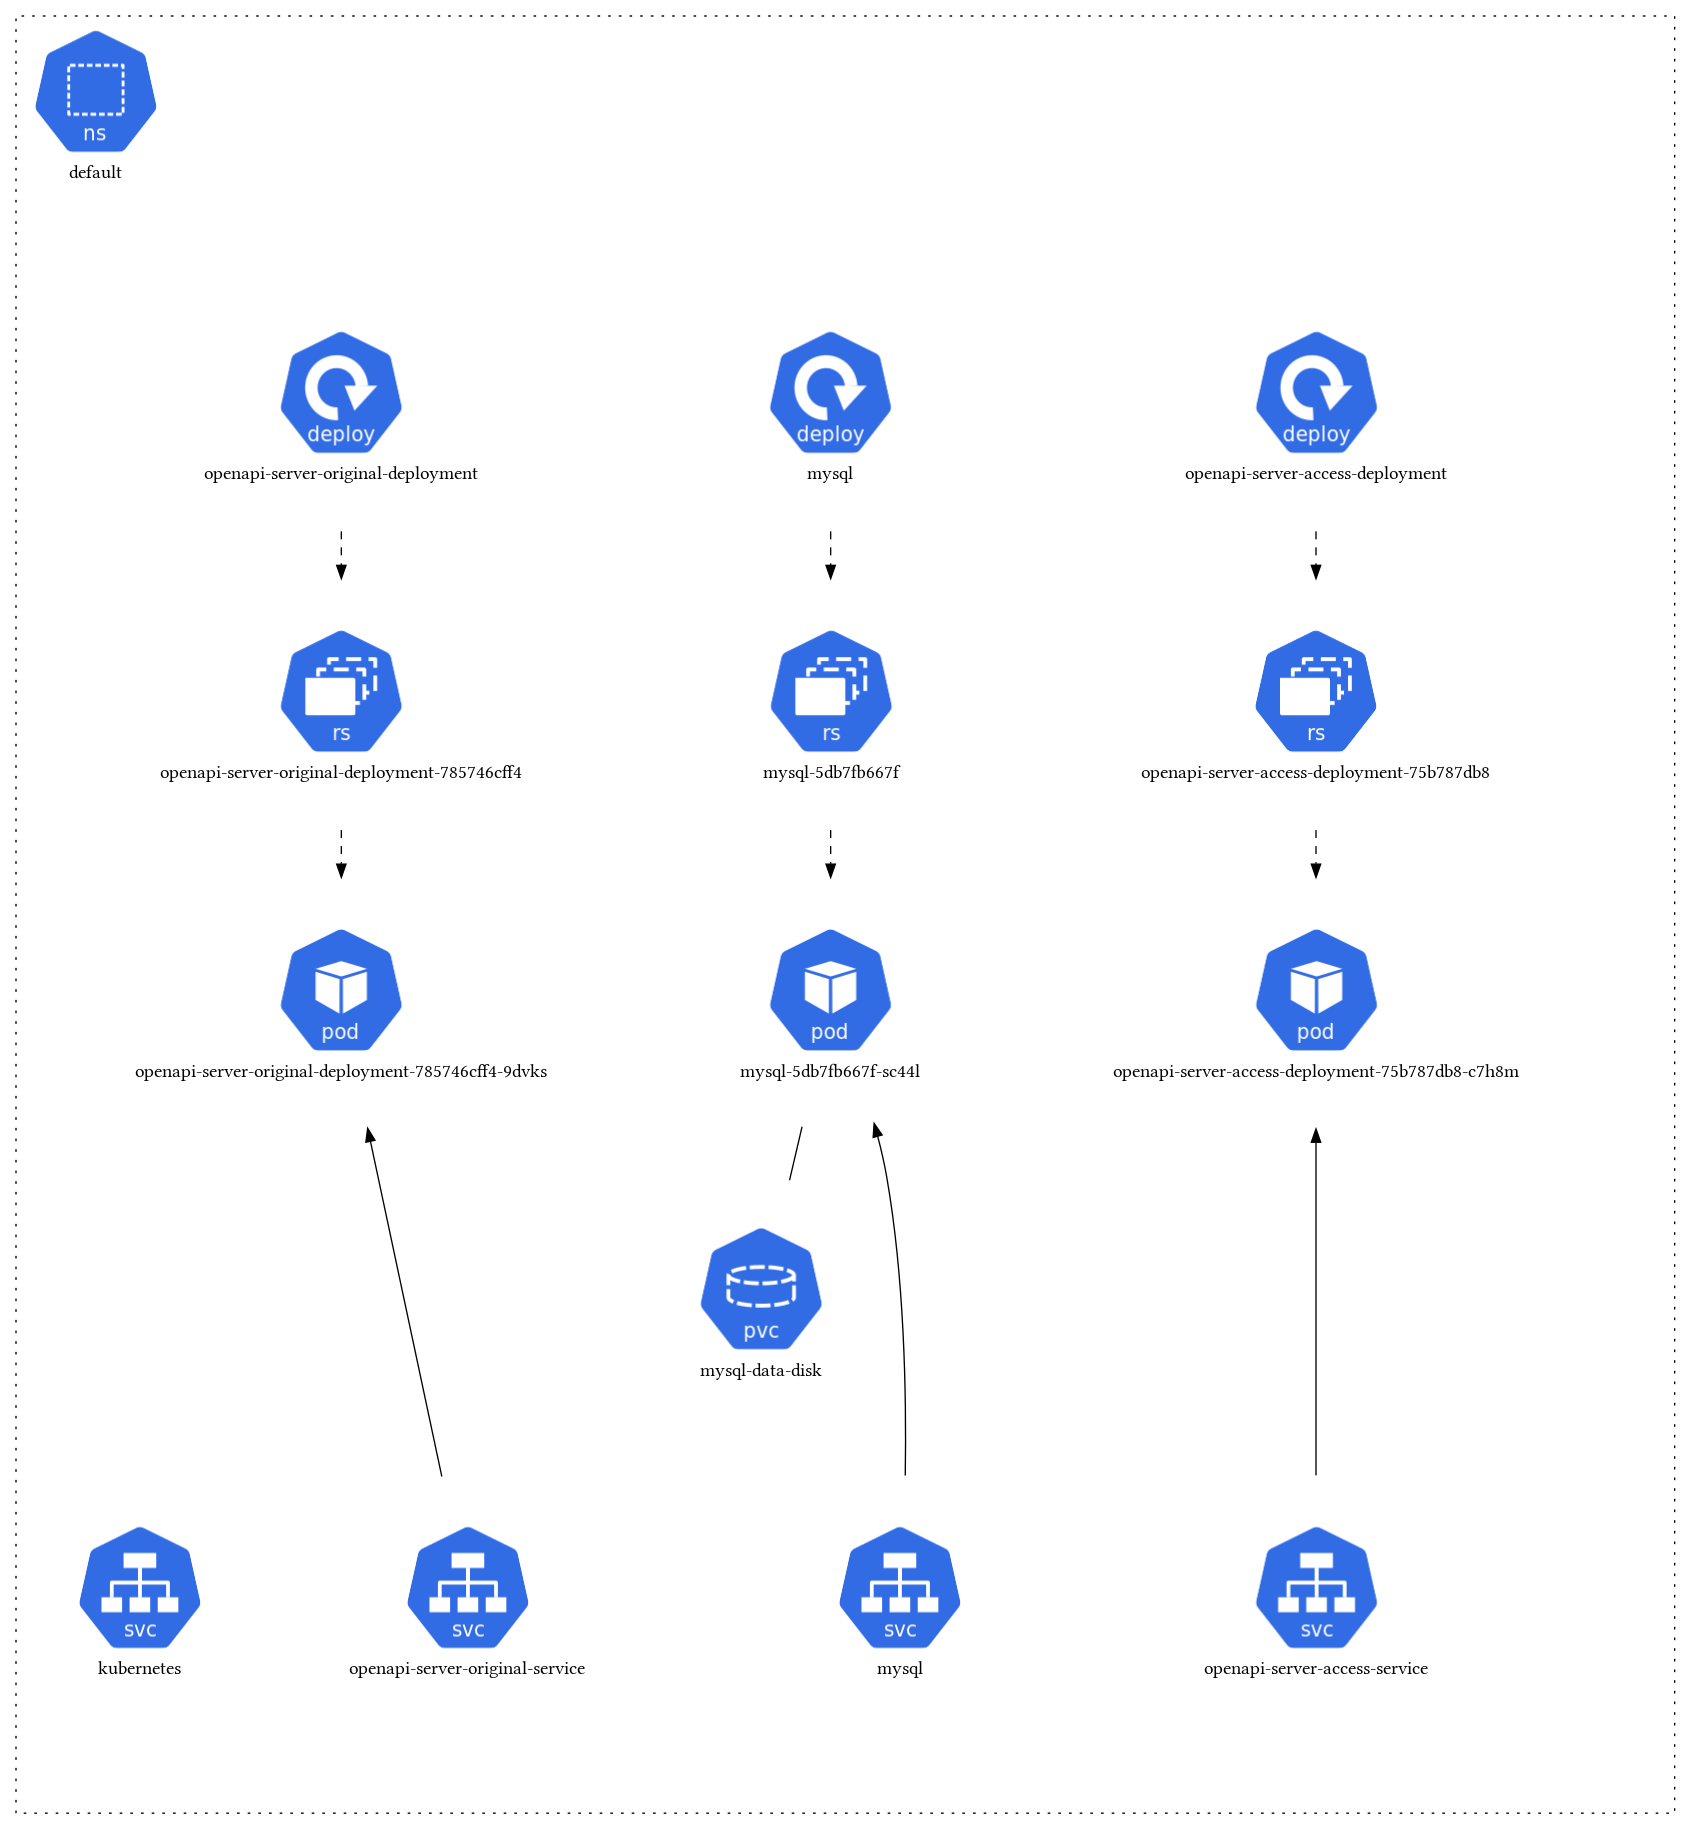 ns
default
deploy
deploy
deploy
openapi-server-original-deployment
mysql
openapi-server-access-deployment
rs
rs
rs
openapi-server-original-deployment-785746cff4
mysql-5db7fb667f
openapi-server-access-deployment-75b787db8
pod
pod
pod
openapi-server-original-deployment-785746cff4-9dvks
mysql-5db7fb667f-sc44l
openapi-server-access-deployment-75b787db8-c7h8m
pvc
mysql-data-disk
svc
svc
svc
svc
kubernetes
openapi-server-original-service
mysql
openapi-server-access-service